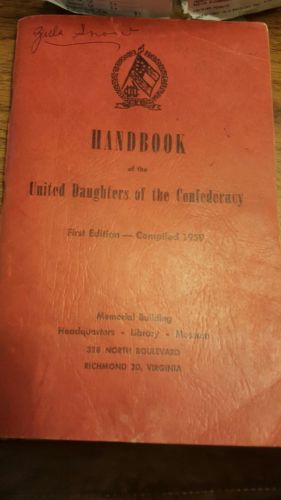 Zula
HANDBOOK
of the
United Daughters of the Confederacy
First Edition — Compiled 1959
Memorial Building
Headquarters - Library - Museum
328 NORTH BOULEVARD
RICHMOND 20, VIRGINIA